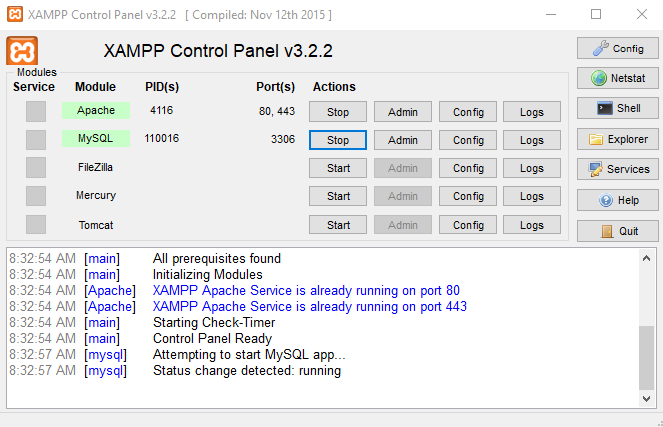 XAMPP Control Panel v3.2.2 [ Compiled: Nov 12th 2015 ]
XAMPP Control Panel v3.2.2
Config
Modules
Service Module PID(s) Port(s) Actions
Netstat
Apache 4116 80, 443 Stop Admin Config Logs
Shell
MySQL 110016 3306 Stop Admin Config Logs
Explorer
FileZilla Start Admin Config Logs
Services
Mercury Start Admin Config Logs
Help
Tomcat Start Admin Config Logs
Quit
8:32:54 AM [main] All prerequisites found
8:32:54 AM [main] Initializing Modules
8:32:54 AM [Apache] XAMPP Apache Service is already running on port 80
8:32:54 AM [Apache] XAMPP Apache Service is already running on port 443
8:32:54 AM [main] Starting Check-Timer
8:32:54 AM [main] Control Panel Ready
8:32:57 AM [mysql] Attempting to start MySQL app...
8:32:57 AM [mysql] Status change detected: running